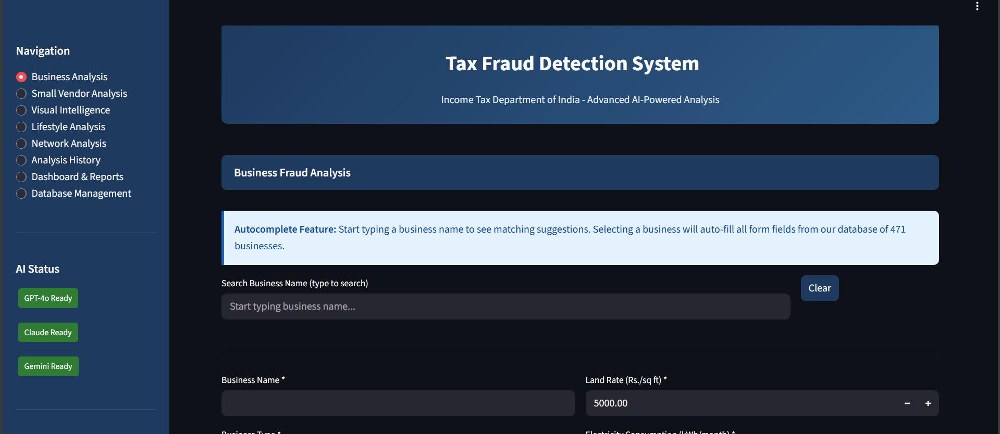 Navigation
Business Analysis
Small Vendor Analysis
Visual Intelligence
Lifestyle Analysis
Network Analysis
Analysis History
Dashboard & Reports
Database Management
AI Status
GPT-4o Ready
Claude Ready
Gemini Ready
Tax Fraud Detection System
Income Tax Department of India - Advanced AI-Powered Analysis
Business Fraud Analysis
Autocomplete Feature: Start typing a business name to see matching suggestions. Selecting a business will auto-fill all form fields from our database of 471
businesses.
Search Business Name (type to search)
Clear
Start typing business name...
Business Name *
Land Rate (Rs./sq ft) *
5000.00
Business Type *
Electricity Consumption (kWh/month) *